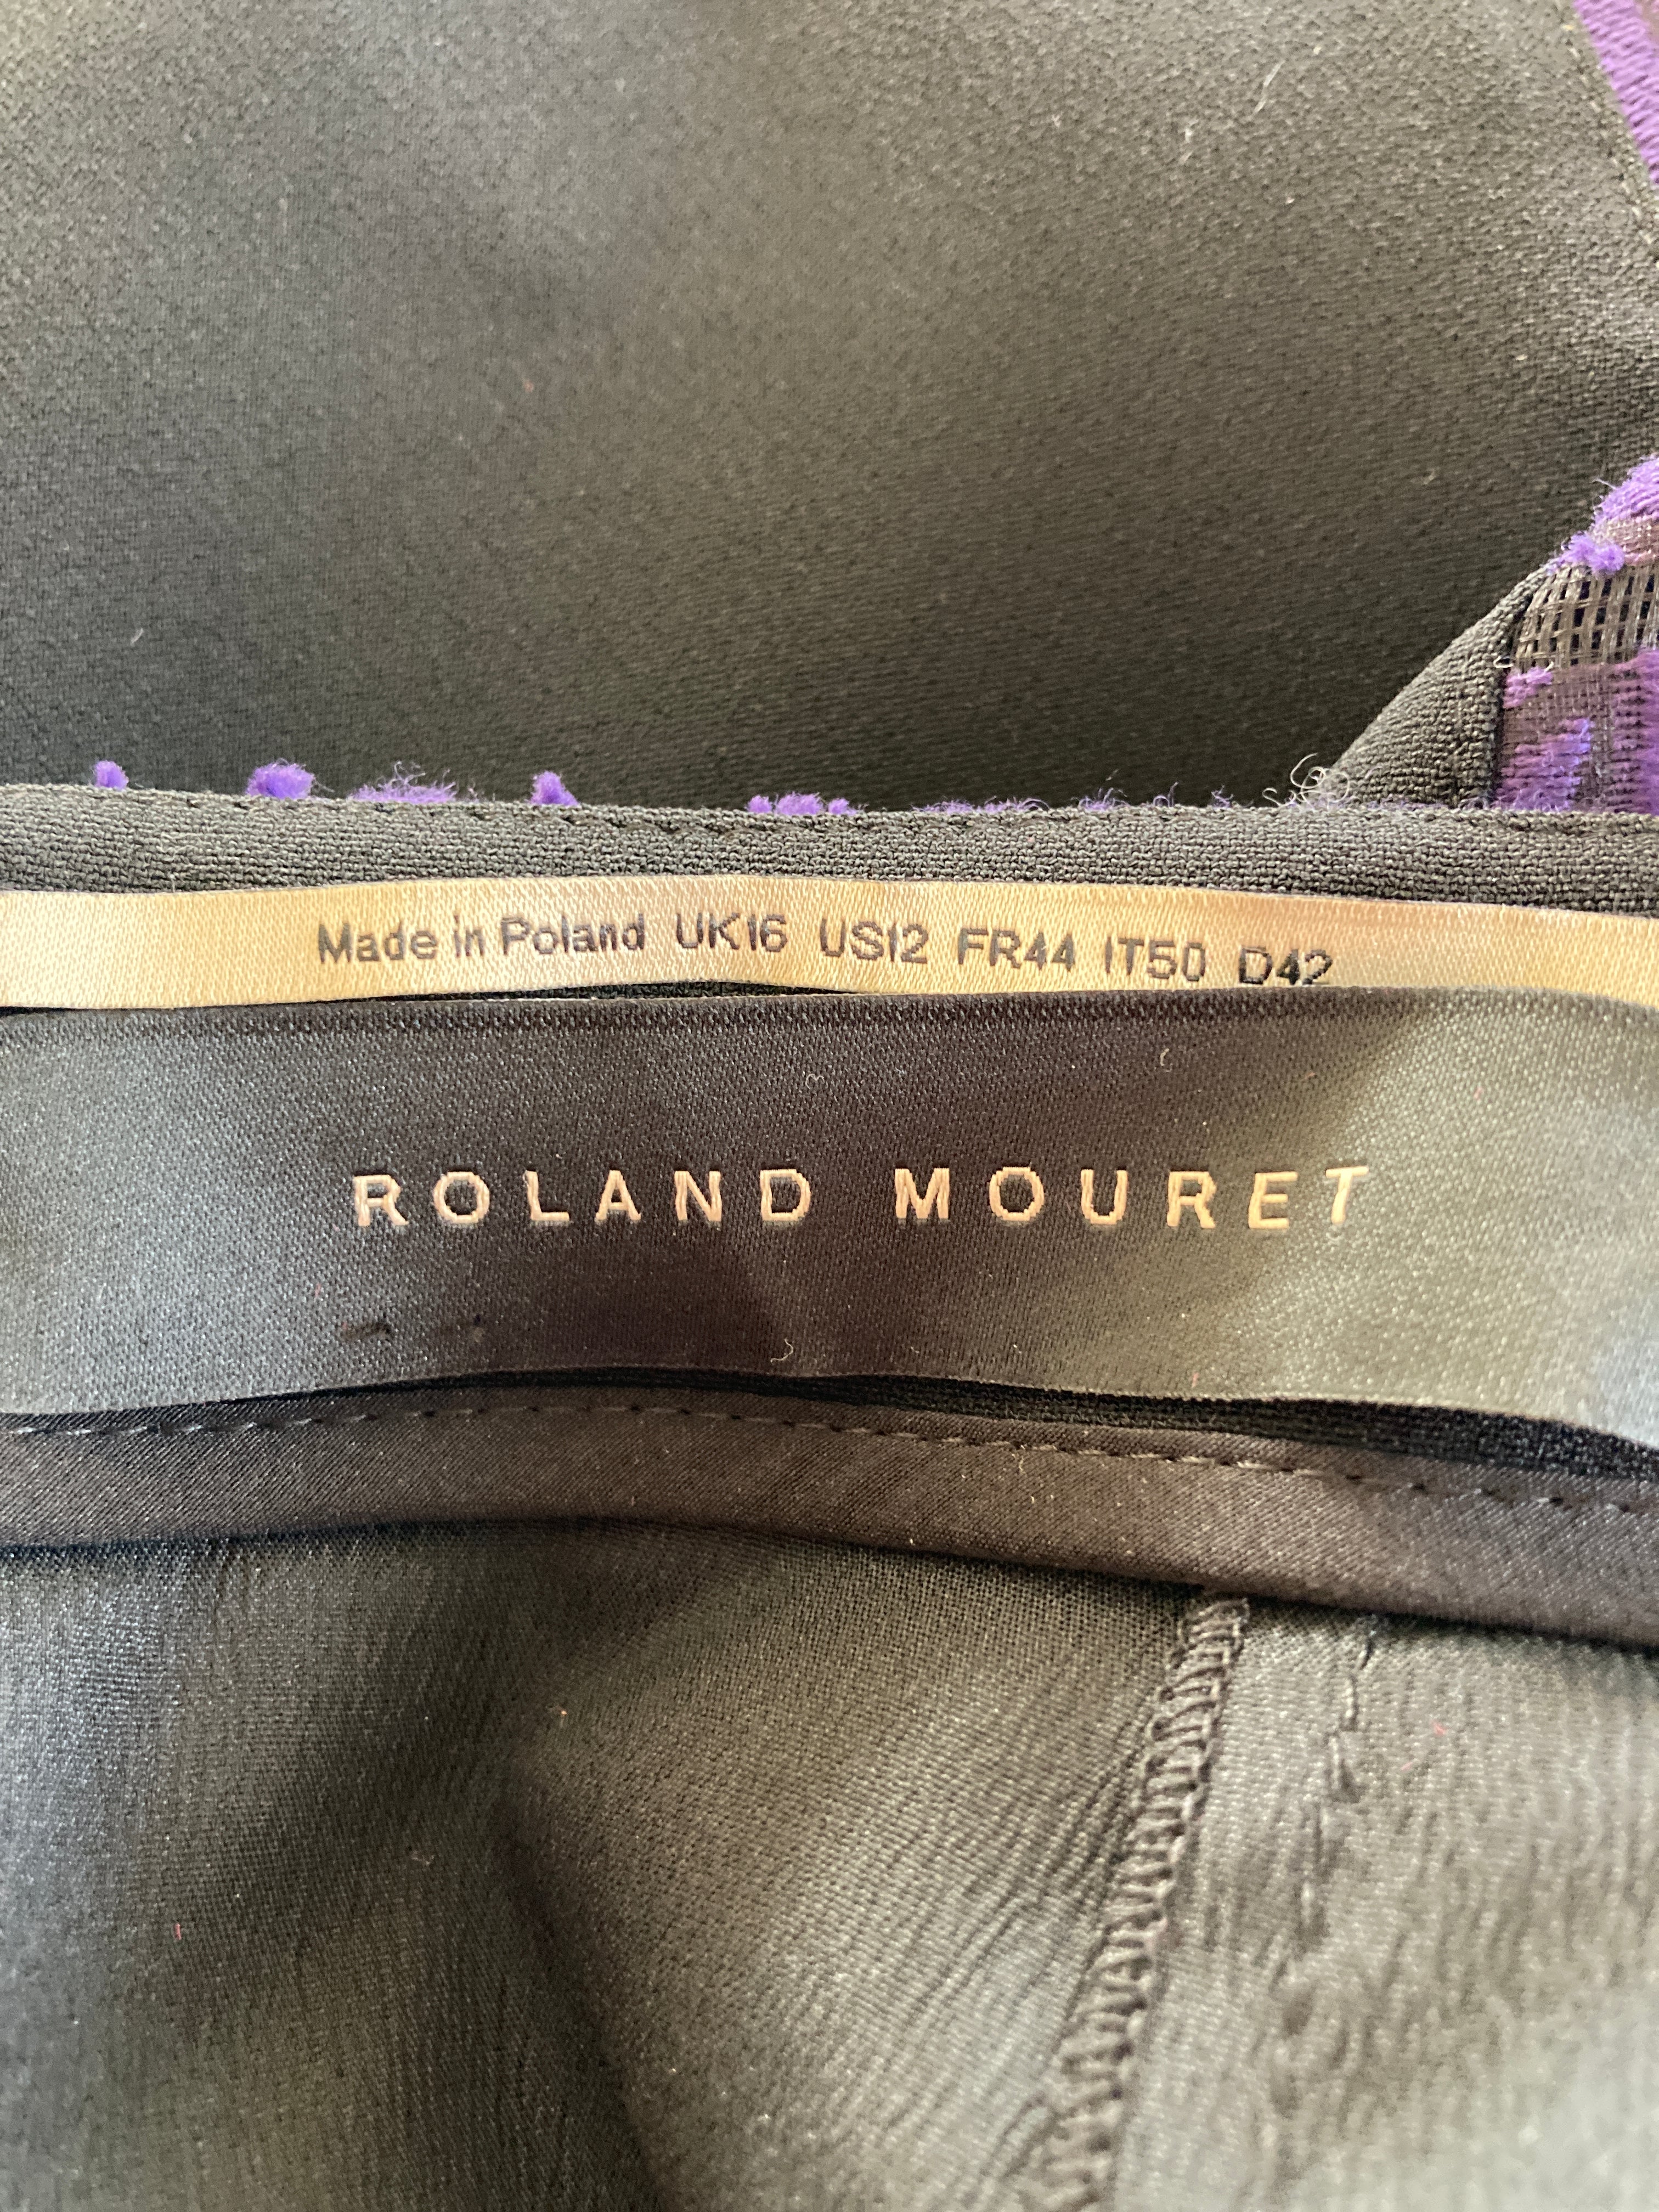 Made in Poland UK16 US12 FR44 IT50 D42
ROLAND MOURET